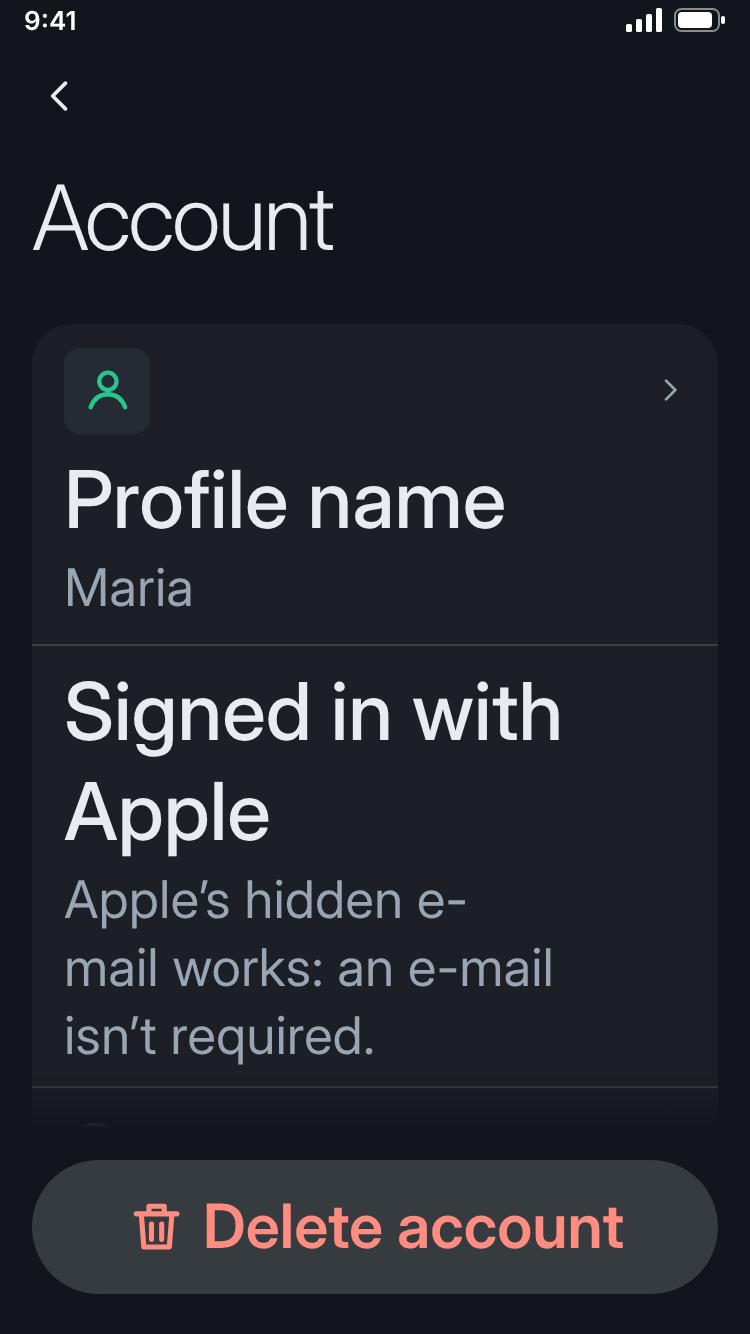 9:41
Account
Profile name
Maria
Signed in with
Apple
Apple’s hidden e-
mail works: an e-mail
isn’t required.
Delete account